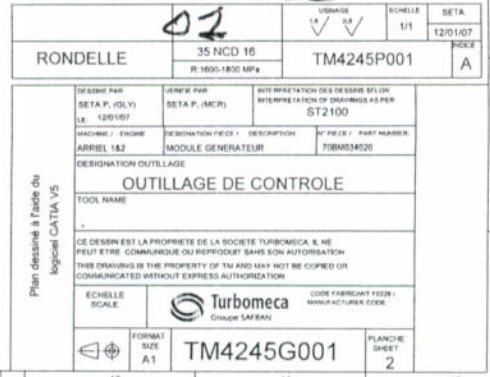 02
USINAGE
1.6 0.8
ECHELLE
1/1
SETA
12/01/07
RONDELLE
35 NCD 16
R:1600-1800 MPa
TM4245P001
INDICE
A
DESSINE PAR
SETA P. (GLY)
LE: 12/01/07
VERIFIE PAR
SETA P. (MCR)
INTERPRETATION DES DESSINS SELON
INTERPRETATION OF DRAWINGS AS PER
ST2100
MACHINE / ENGINE
ARRIEL 1&2
DESIGNATION PIECE / DESCRIPTION
MODULE GENERATEUR
N° PIECE / PART NUMBER
70BM034020
DESIGNATION OUTILLAGE
OUTILLAGE DE CONTROLE
TOOL NAME
CE DESSIN EST LA PROPRIETE DE LA SOCIETE TURBOMECA. IL NE
PEUT ETRE COMMUNIQUE OU REPRODUIT SANS SON AUTORISATION
THIS DRAWING IS THE PROPERTY OF TM AND MAY NOT BE COPIED OR
COMMUNICATED WITHOUT EXPRESS AUTHORIZATION
Plan dessiné à l'aide du
logiciel CATIA V5
ECHELLE
SCALE
Turbomeca
Groupe SAFRAN
CODE FABRICANT F0228 /
MANUFACTURER CODE
FORMAT
SIZE
A1
TM4245G001
PLANCHE
SHEET
2